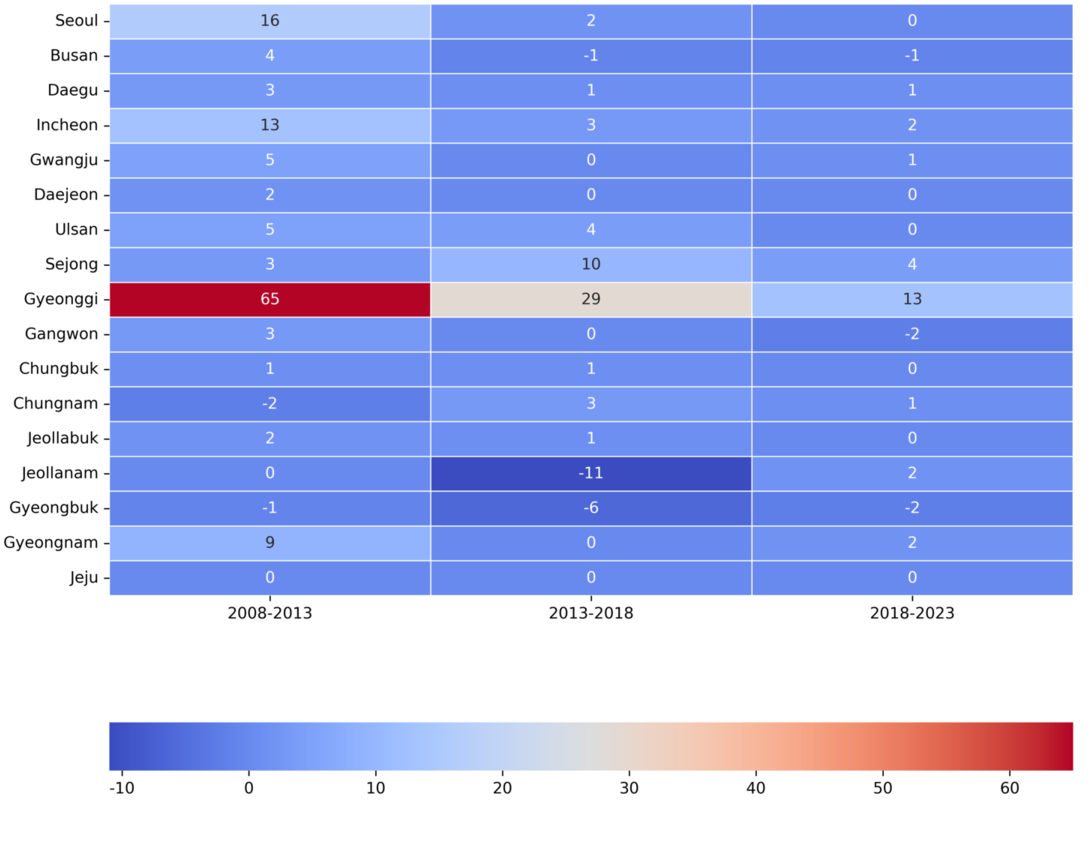 Seoul 16 2 0
Busan 4 -1 -1
Daegu 3 1 1
Incheon 13 3 2
Gwangju 5 0 1
Daejeon 2 0 0
Ulsan 5 4 0
Sejong 3 10 4
Gyeonggi 65 29 13
Gangwon 3 0 -2
Chungbuk 1 1 0
Chungnam -2 3 1
Jeollabuk 2 1 0
Jeollanam 0 -11 2
Gyeongbuk -1 -6 -2
Gyeongnam 9 0 2
Jeju 0 0 0
2008-2013 2013-2018 2018-2023
-10 0 10 20 30 40 50 60